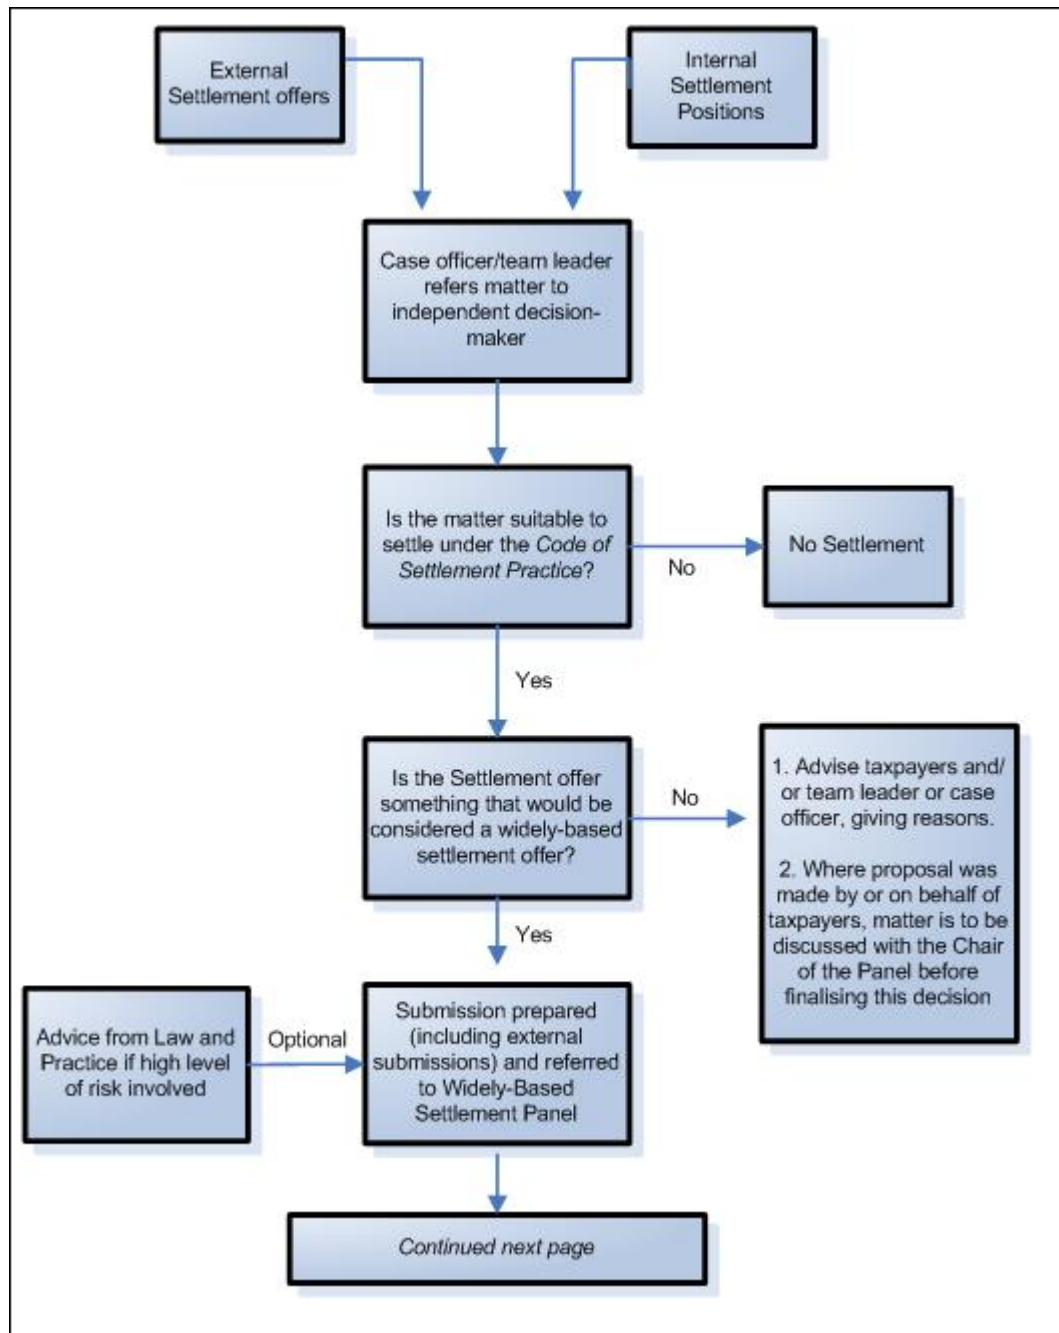 External
Settlement offers
Internal
Settlement
Positions
Case officer/team leader
refers matter to
independent decision-
maker
Is the matter suitable to
settle under the Code of
Settlement Practice?
No
No Settlement
Yes
Is the Settlement offer
something that would be
considered a widely-based
settlement offer?
No
1. Advise taxpayers and/
or team leader or case
officer, giving reasons.
2. Where proposal was
made by or on behalf of
taxpayers, matter is to be
discussed with the Chair
of the Panel before
finalising this decision
Yes
Advice from Law and
Practice if high level
of risk involved
Optional
Submission prepared
(including external
submissions) and referred
to Widely-Based
Settlement Panel
Continued next page